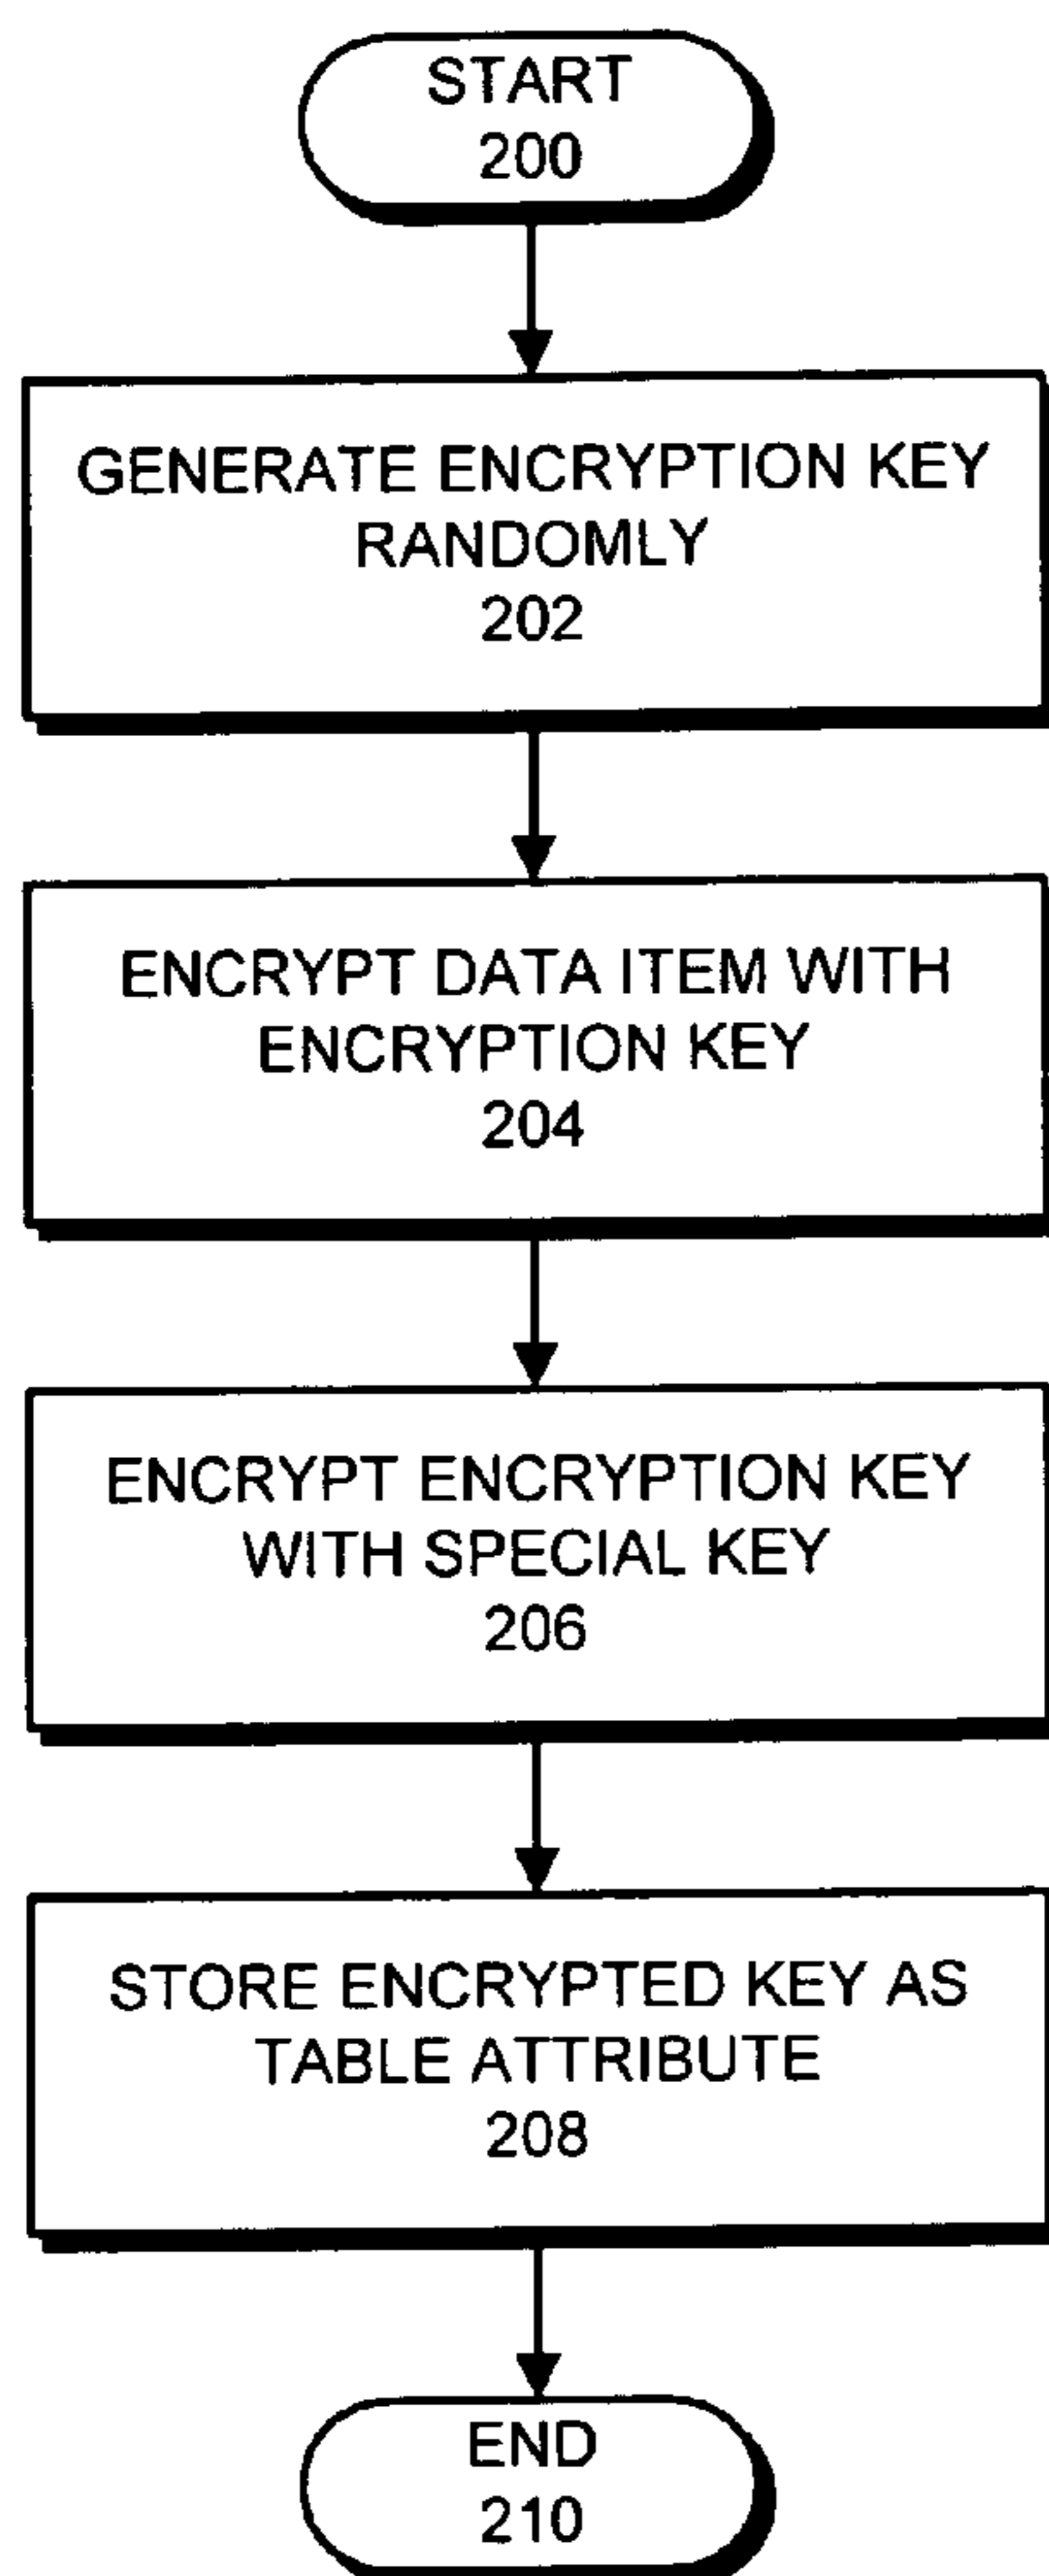 START
200
GENERATE ENCRYPTION KEY
RANDOMLY
202
ENCRYPT DATA ITEM WITH
ENCRYPTION KEY
204
ENCRYPT ENCRYPTION KEY
WITH SPECIAL KEY
206
STORE ENCRYPTED KEY AS
TABLE ATTRIBUTE
208
END
210